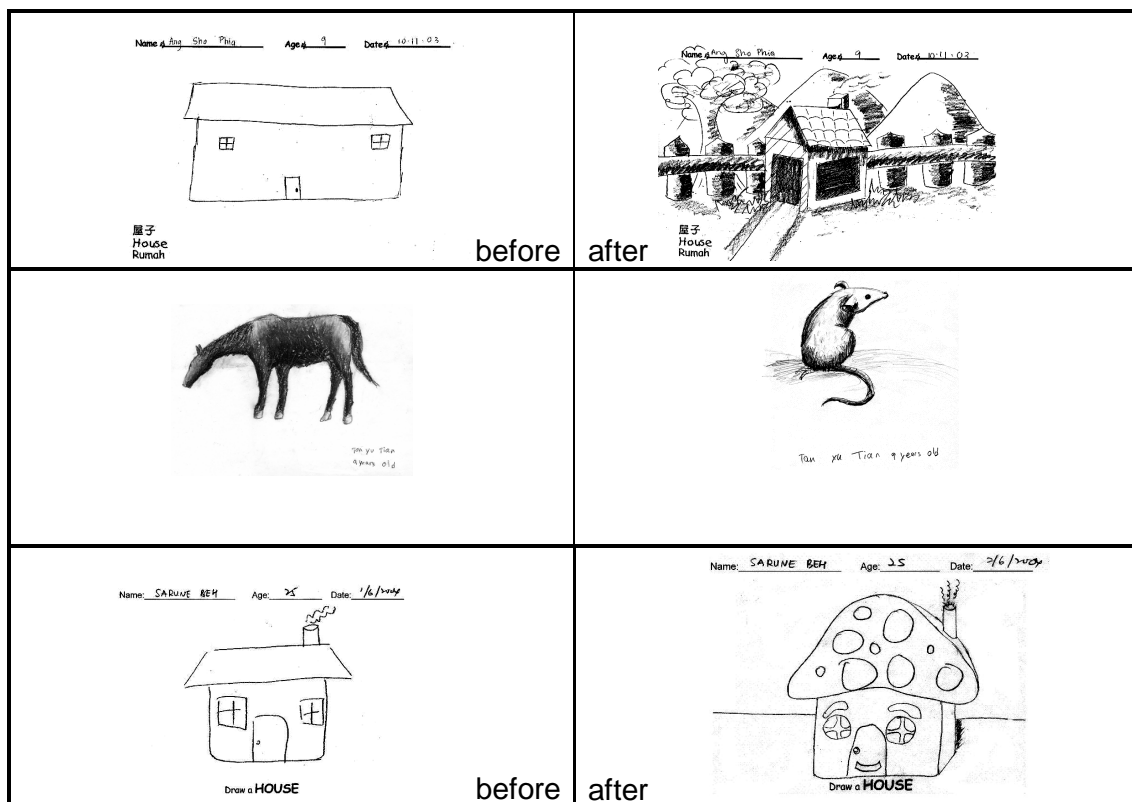 Name: Ang Sho Phia Age: 9 Date: 10.11.03
屋子
House
Rumah
before
Name: Ang Sho Phia Age: 9 Date: 10.11.03
屋子
House
Rumah
after
Tan Yu Tian
9 years old
Tan Yu Tian 9 years old
Name: SARUNE BEH Age: 25 Date: 1/6/2004
Draw a HOUSE
before
Name: SARUNE BEH Age: 25 Date: 2/6/2004
Draw a HOUSE
after